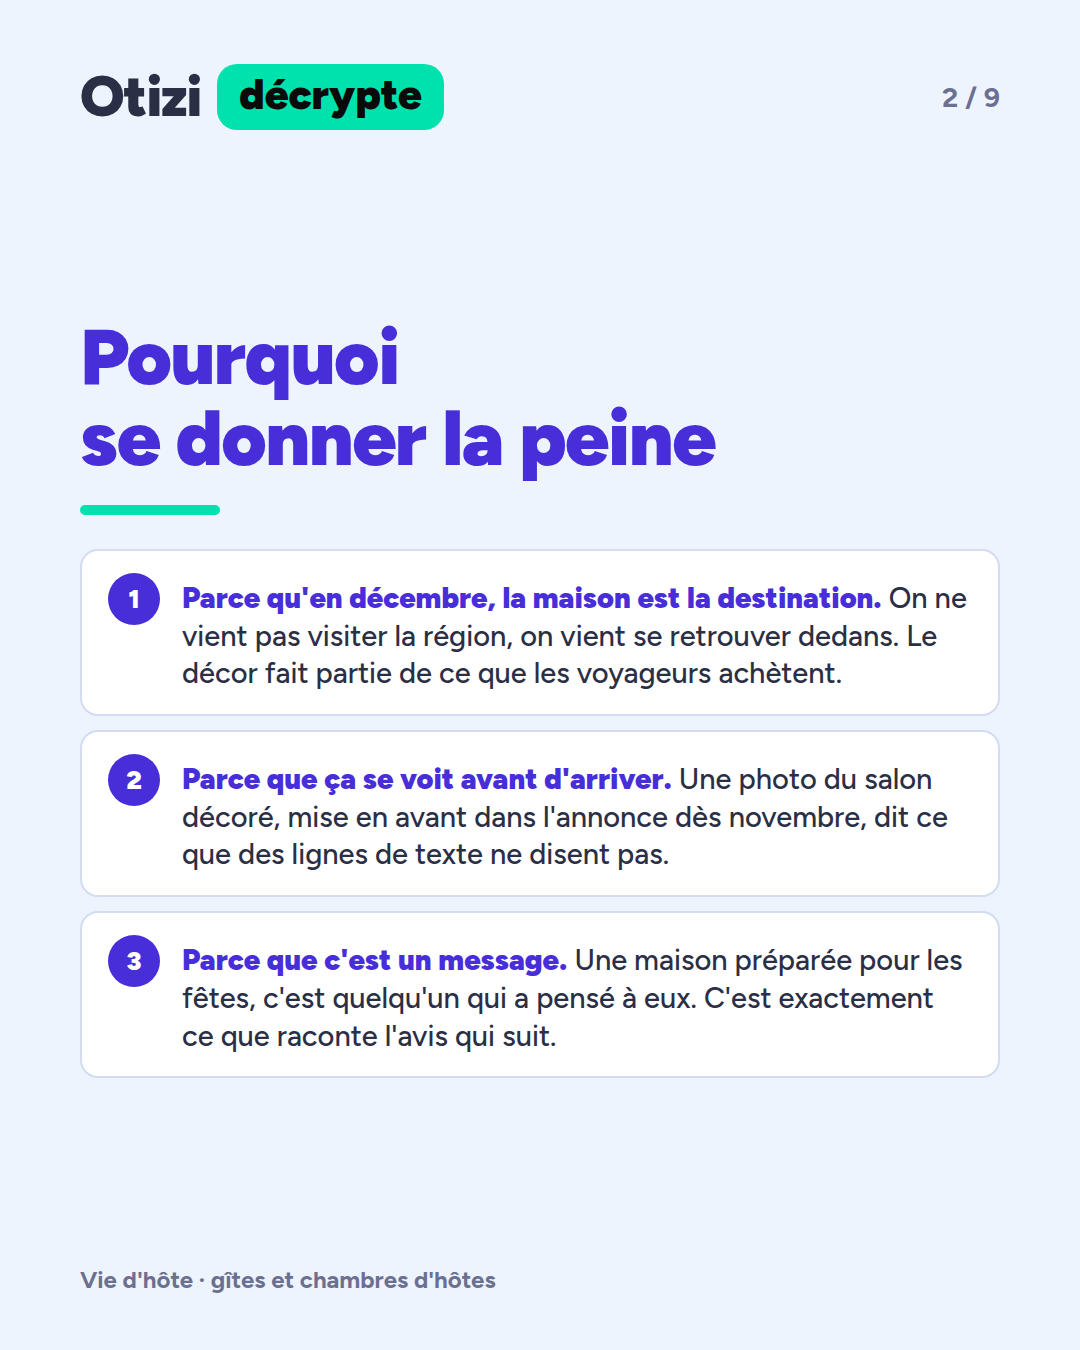 Otizi décrypte
2 / 9
Pourquoi
se donner la peine
1
Parce qu'en décembre, la maison est la destination. On ne
vient pas visiter la région, on vient se retrouver dedans. Le
décor fait partie de ce que les voyageurs achètent.
2
Parce que ça se voit avant d'arriver. Une photo du salon
décoré, mise en avant dans l'annonce dès novembre, dit ce
que des lignes de texte ne disent pas.
3
Parce que c'est un message. Une maison préparée pour les
fêtes, c'est quelqu'un qui a pensé à eux. C'est exactement
ce que raconte l'avis qui suit.
Vie d'hôte · gîtes et chambres d'hôtes